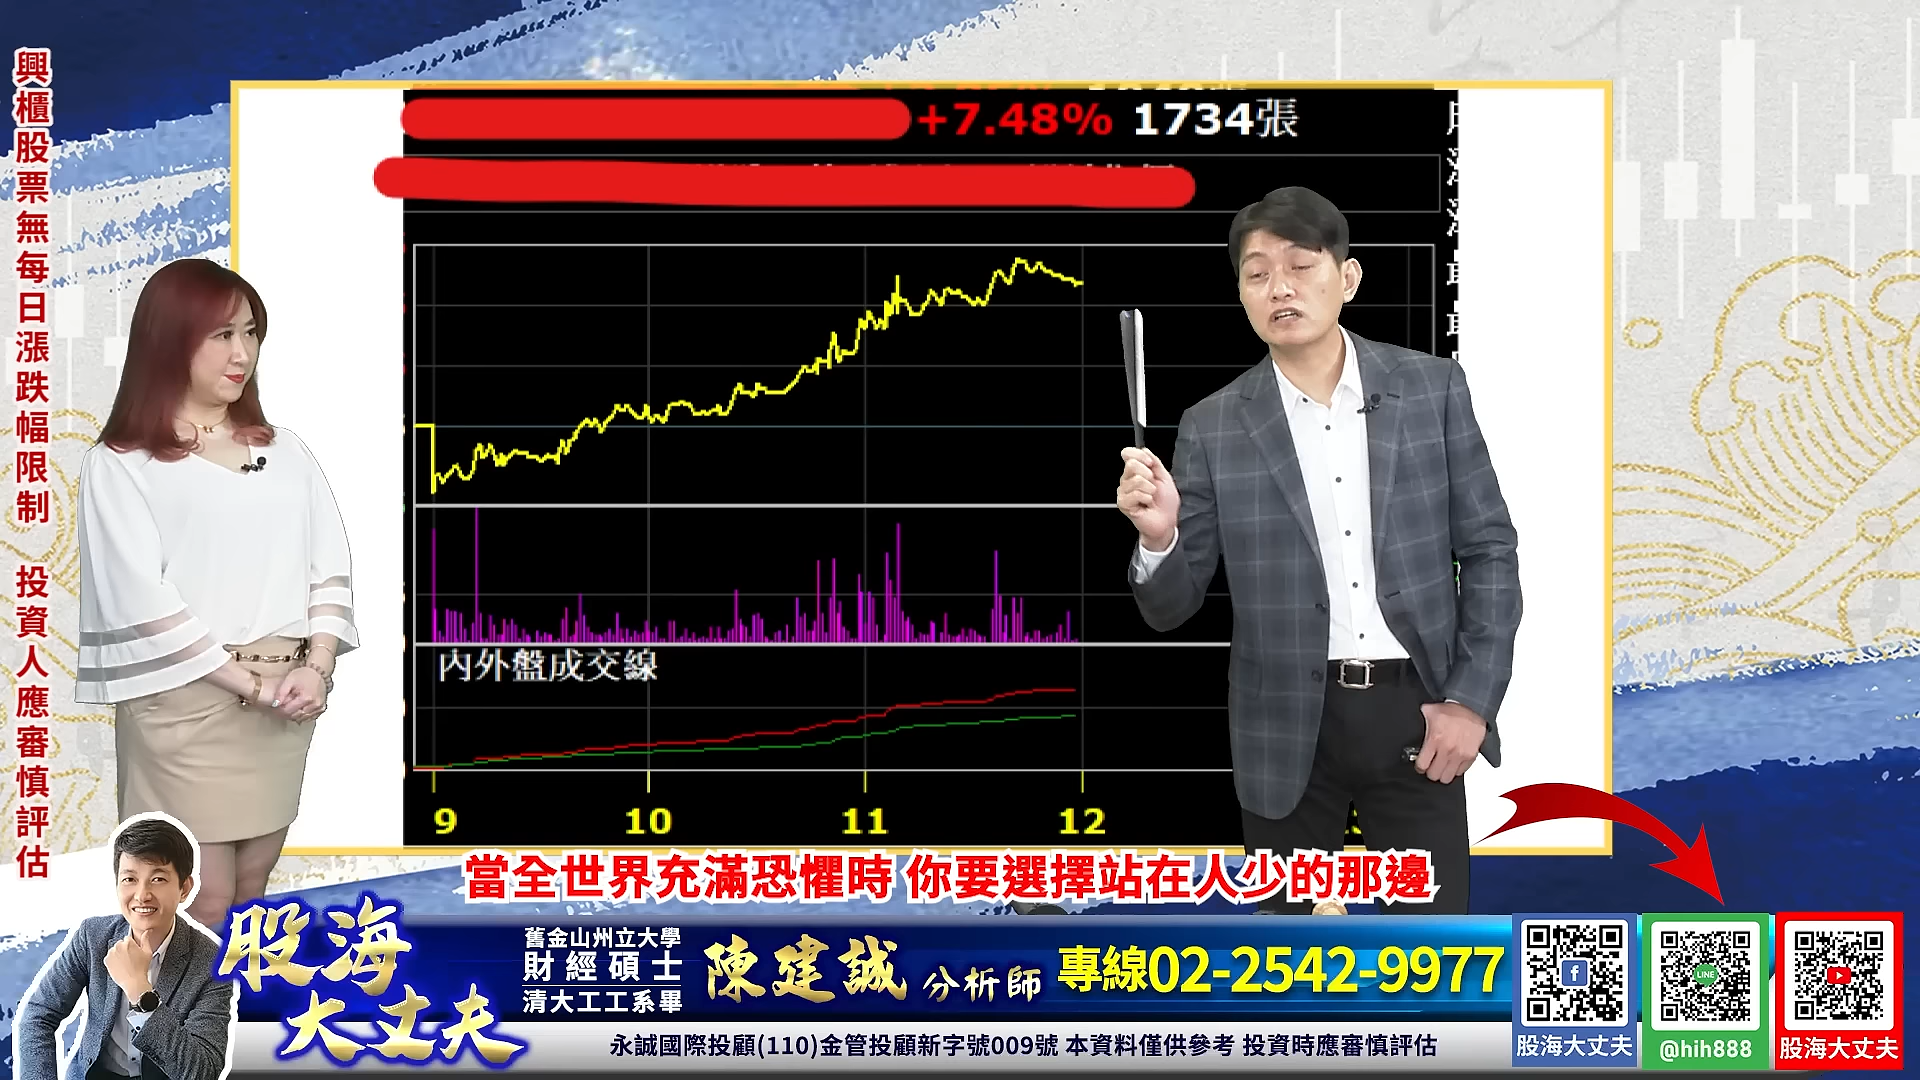 興櫃股票無每日漲跌幅限制 投資人應審慎評估
+7.48% 1734張
內外盤成交線
9 10 11 12
當全世界充滿恐懼時 你要選擇站在人少的那邊
股海大丈夫
舊金山州立大學
財經碩士
清大工工系畢
陳建誠 分析師
專線02-2542-9977
永誠國際投顧(110)金管投顧新字號009號 本資料僅供參考 投資時應審慎評估
股海大丈夫
LINE
@hih888
股海大丈夫